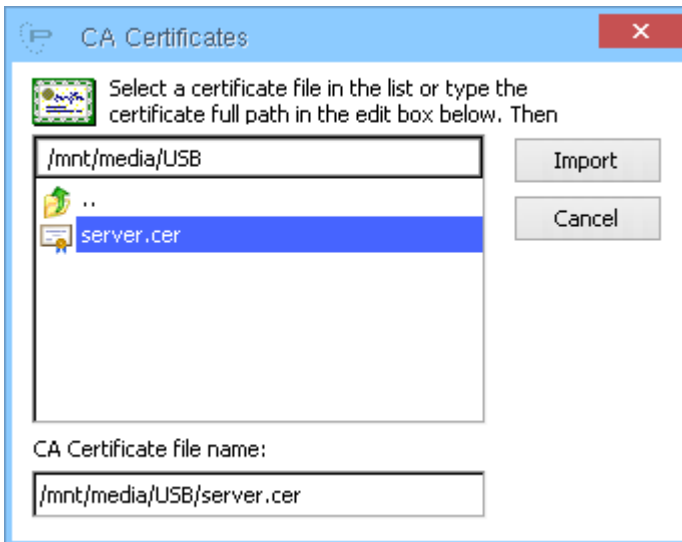 CA Certificates
Select a certificate file in the list or type the
certificate full path in the edit box below. Then
/mnt/media/USB
Import
..
Cancel
server.cer
CA Certificate file name:
/mnt/media/USB/server.cer